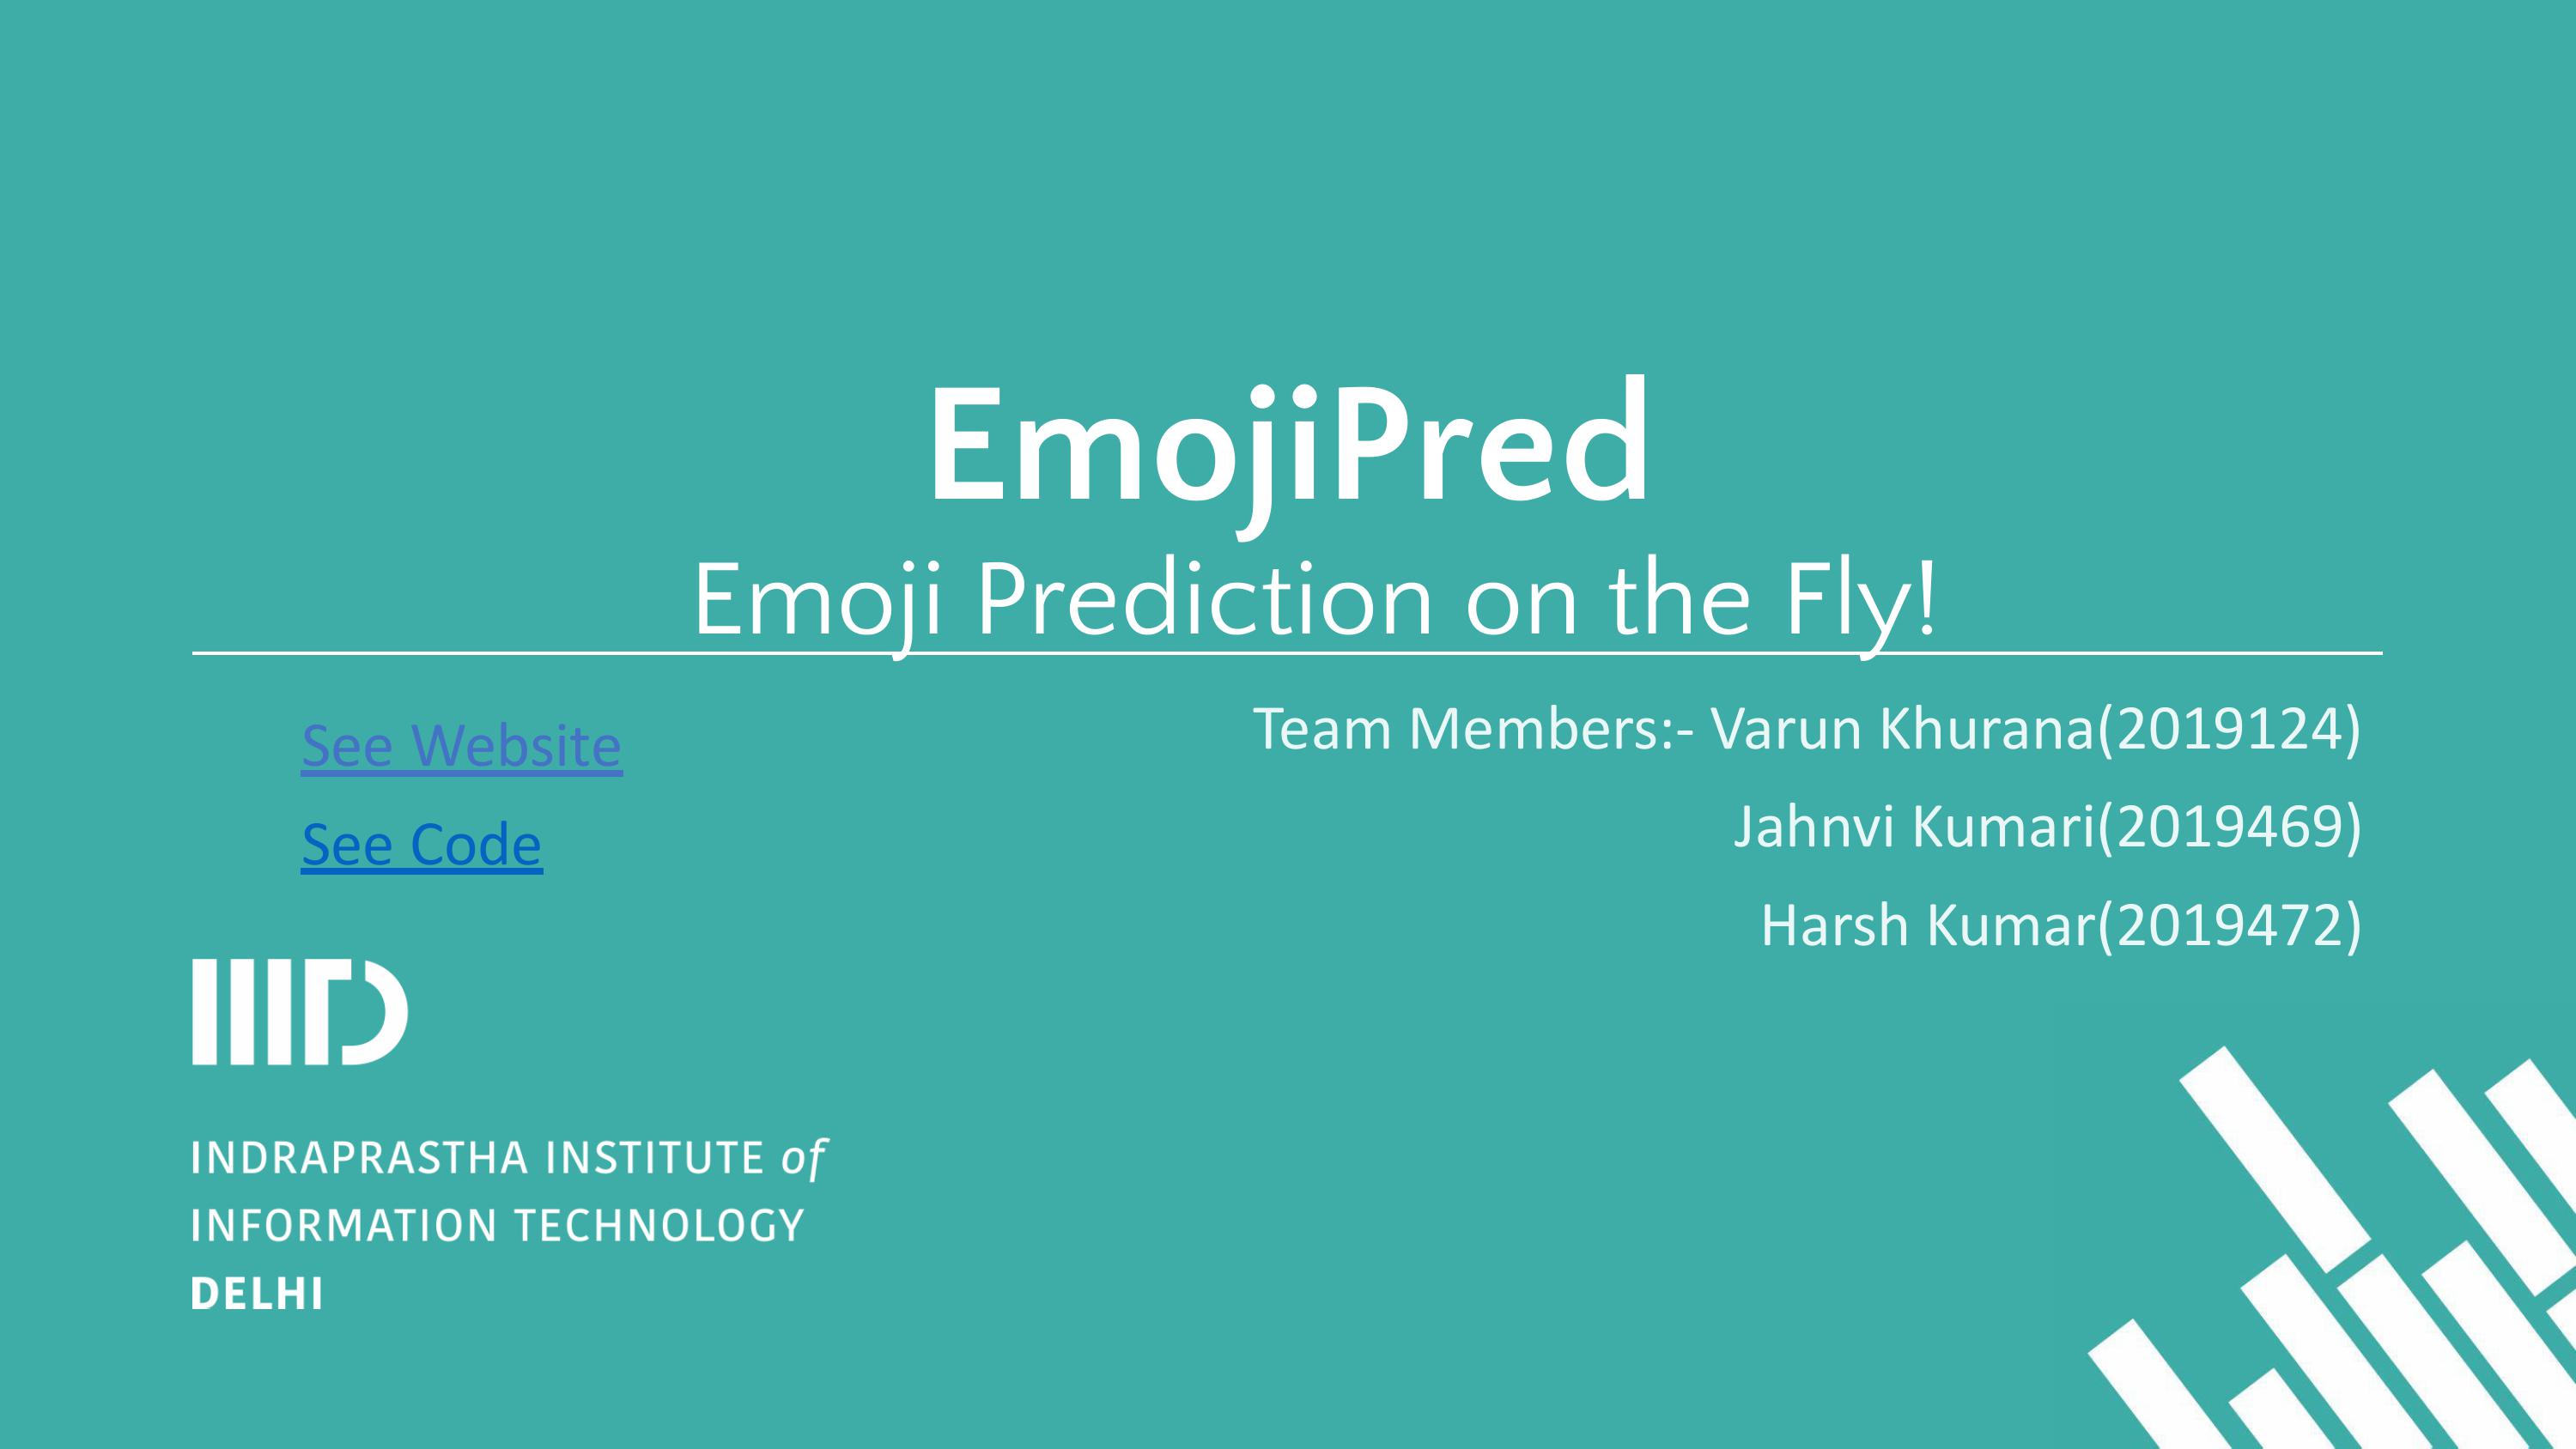 EmojiPred
Emoji Prediction on the Fly!
See Website
See Code
Team Members:- Varun Khurana(2019124)
Jahnvi Kumari(2019469)
Harsh Kumar(2019472)
IIITD
INDRAPRASTHA INSTITUTE of
INFORMATION TECHNOLOGY
DELHI